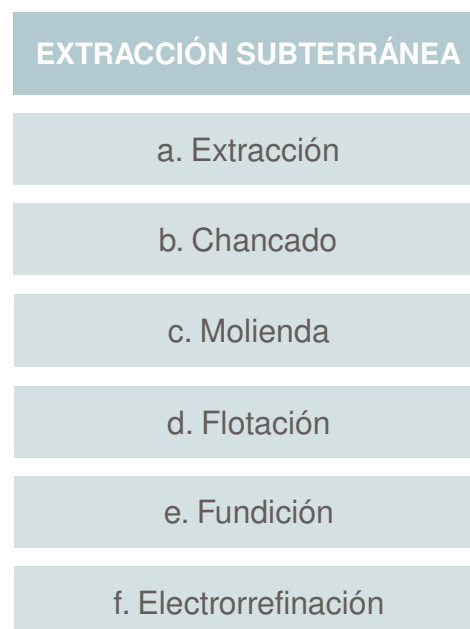 EXTRACCIÓN SUBTERRÁNEA
a. Extracción
b. Chancado
c. Molienda
d. Flotación
e. Fundición
f. Electrorrefinación